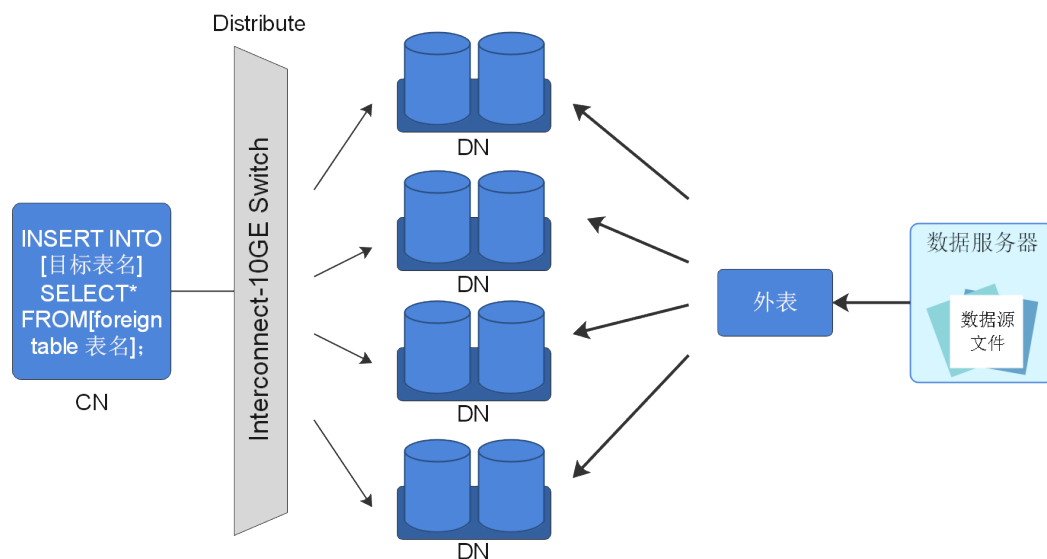 Distribute
INSERT INTO
[目标表名]
SELECT*
FROM[foreign
table 表名]；
CN
Interconnect-10GE Switch
DN
DN
DN
DN
外表
数据服务器
数据源
文件